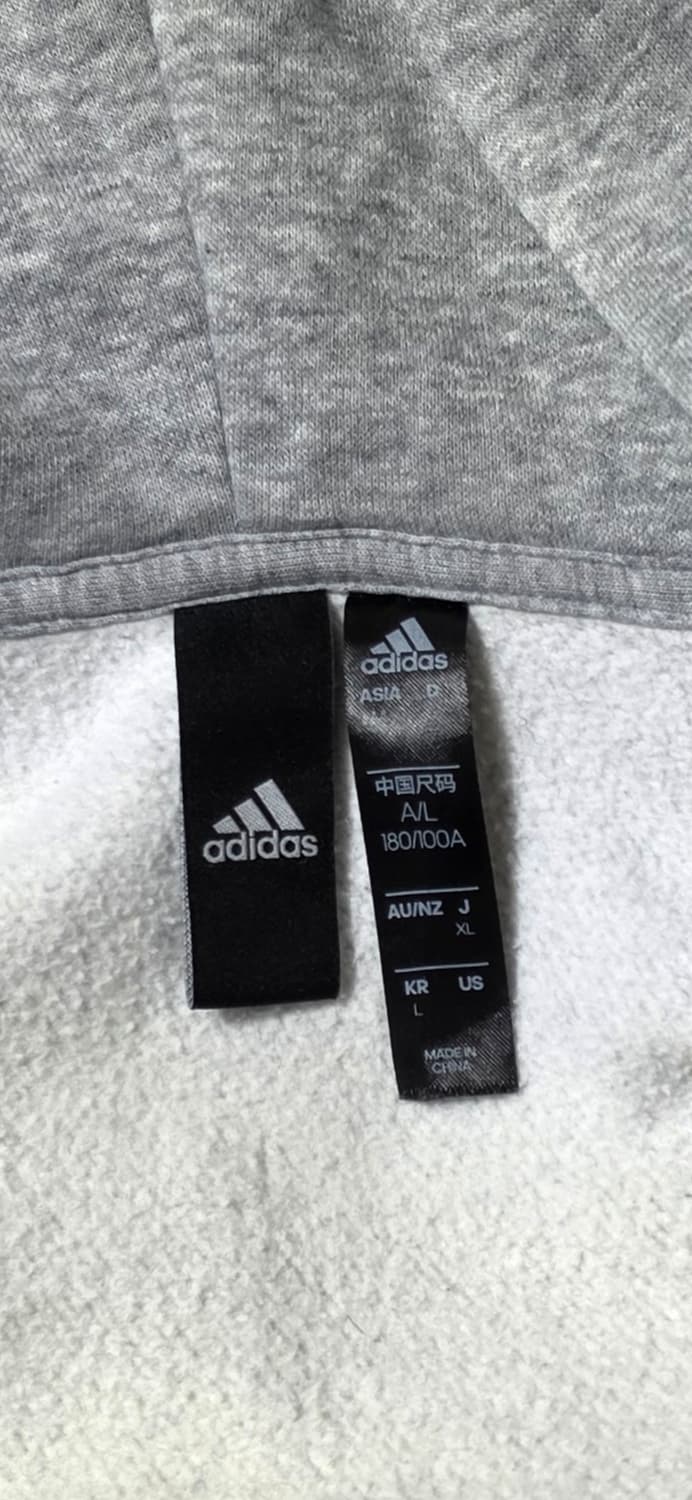 adidas
adidas
ASIA D
中国尺码
A/L
180/100A
AU/NZ J
XL
KR US
L
MADE IN
CHINA